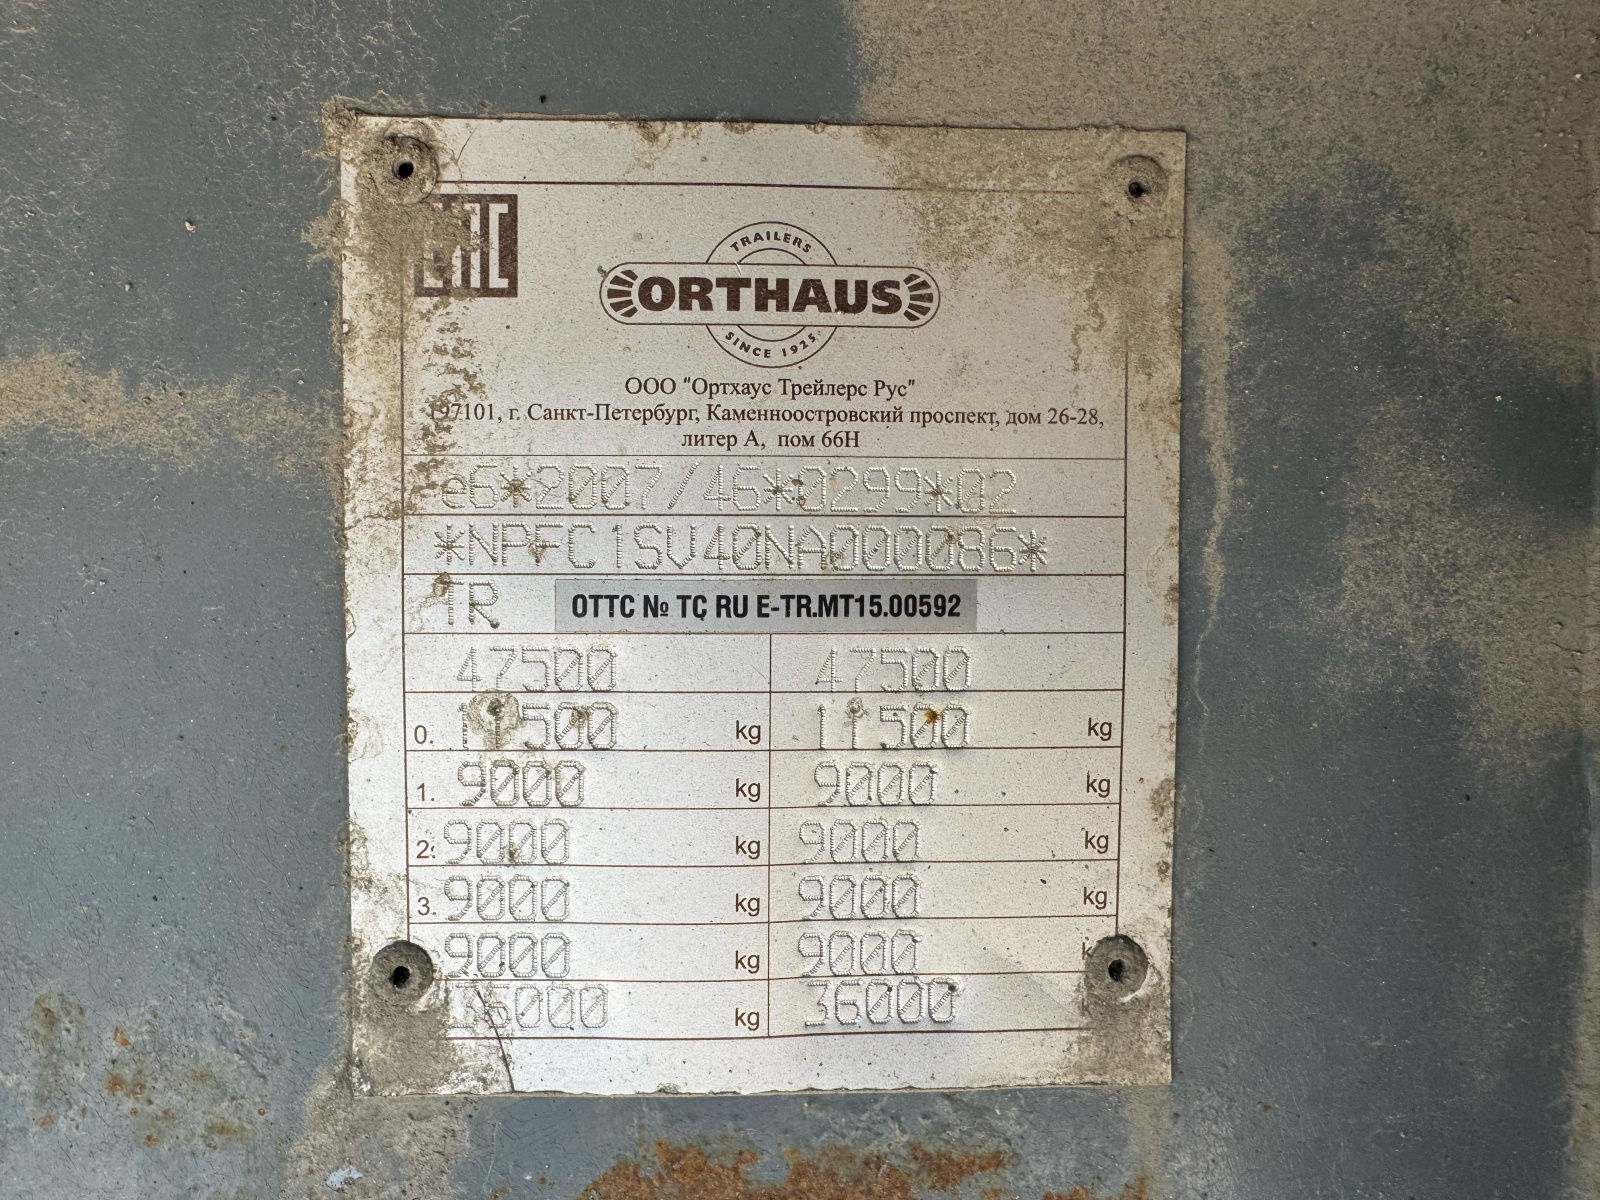 EAC
TRAILERS
ORTHAUS
SINCE 1925
ООО "Ортхаус Трейлерс Рус"
197101, г. Санкт-Петербург, Каменноостровский проспект, дом 26-28,
литер А, пом 66Н
e6*2007/46*0299*02
*NPFC1SV40NA000086*
TR ОТТС № ТС RU E-TR.МТ15.00592
47500 47500
0. 11500 kg 11500 kg
1. 9000 kg 9000 kg
2. 9000 kg 9000 kg
3. 9000 kg 9000 kg
9000 kg 9000
36000 kg 36000